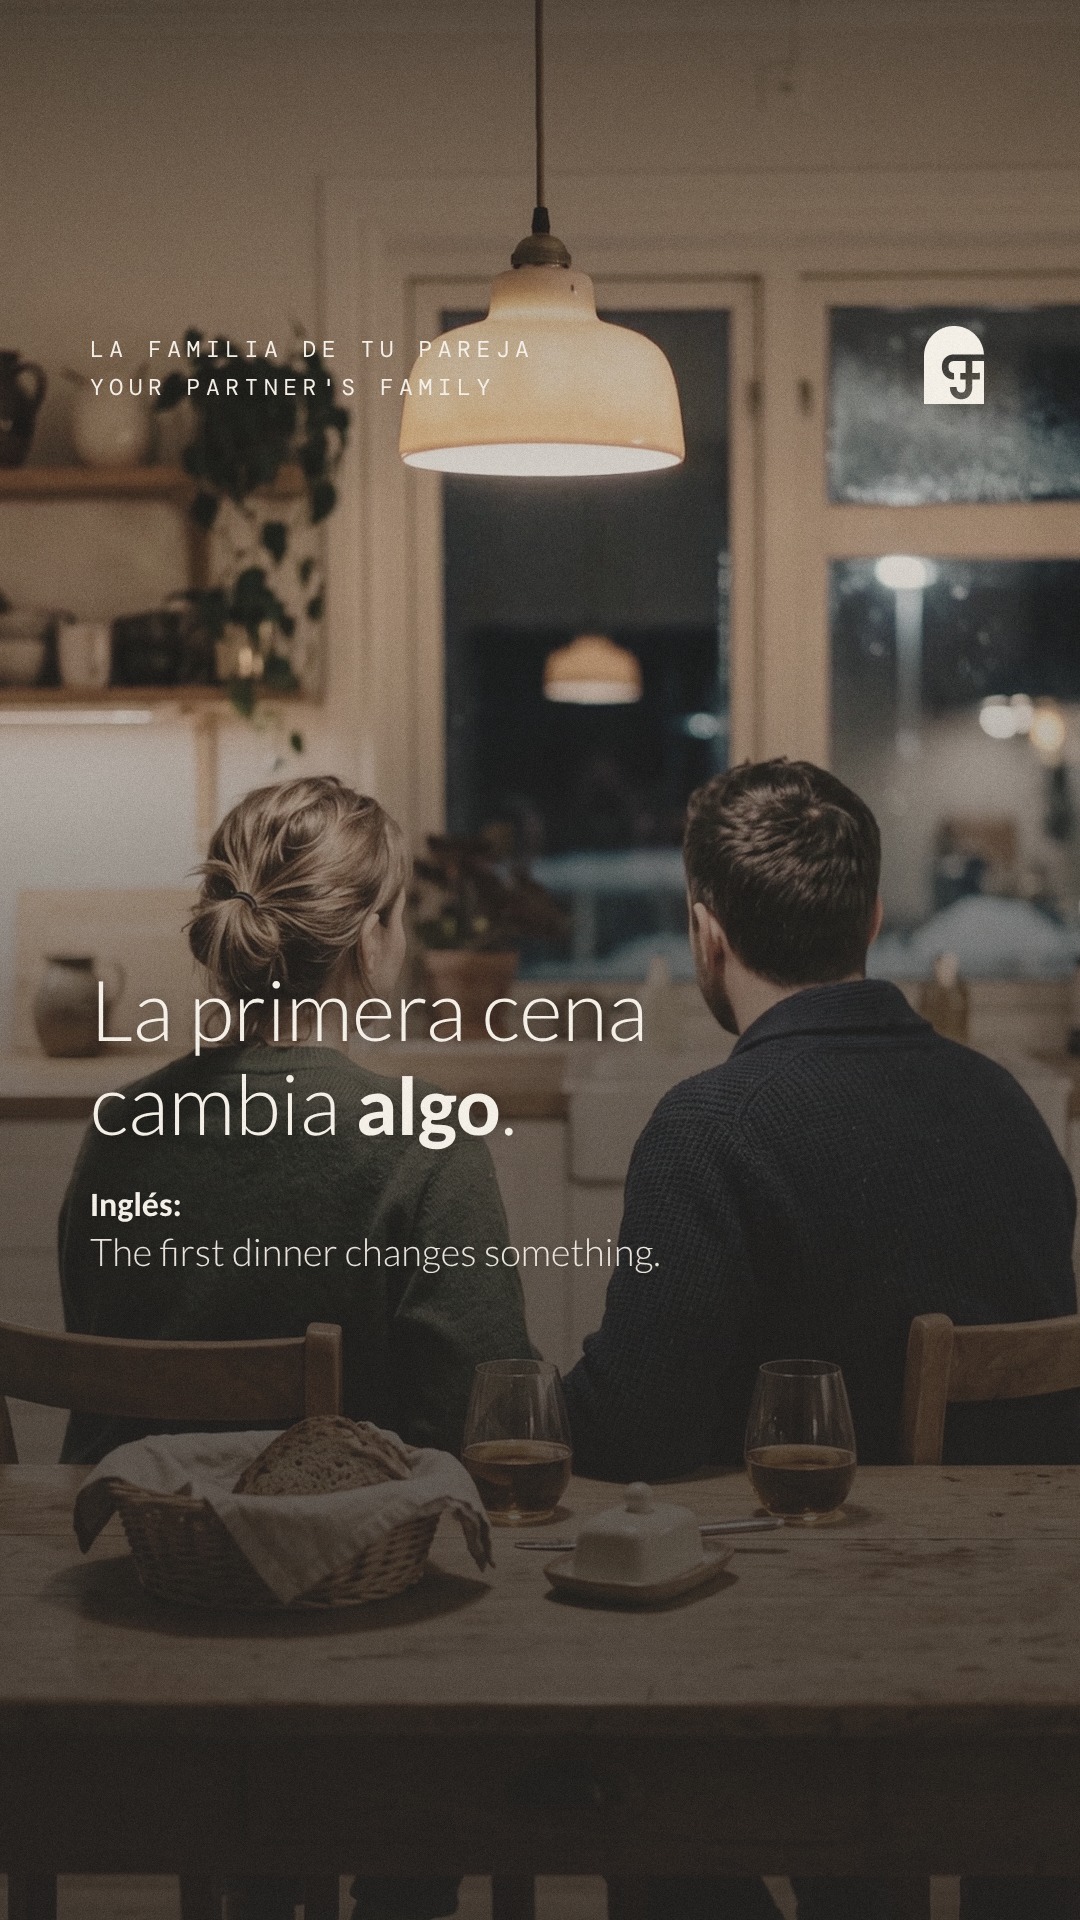 LA FAMILIA DE TU PAREJA
YOUR PARTNER'S FAMILY
La primera cena
cambia algo.
Inglés:
The first dinner changes something.